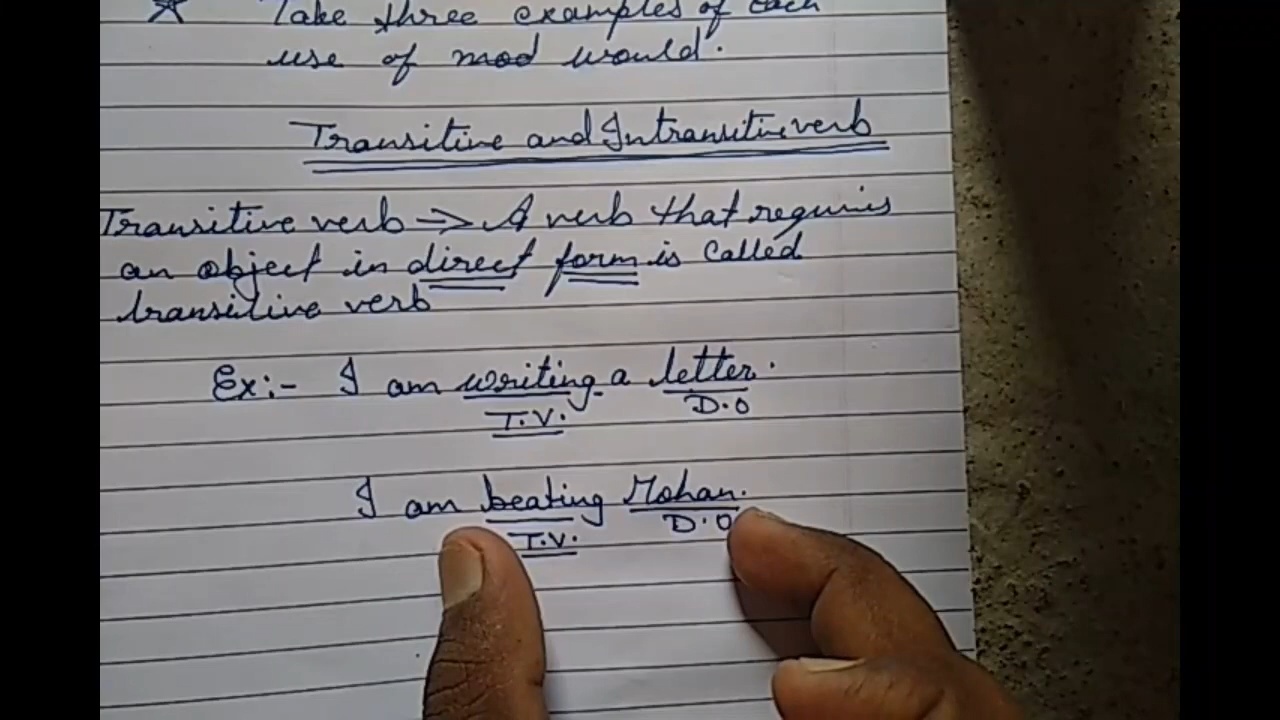 ★ Take three examples of each
use of mod would.
Transitive and Intransitive verb
Transitive verb ⇒ A verb that requires
an object in direct form is called
transitive verb
Ex:- I am writing a letter.
T.V. D.O
I am beating Mohan.
T.V. D.O